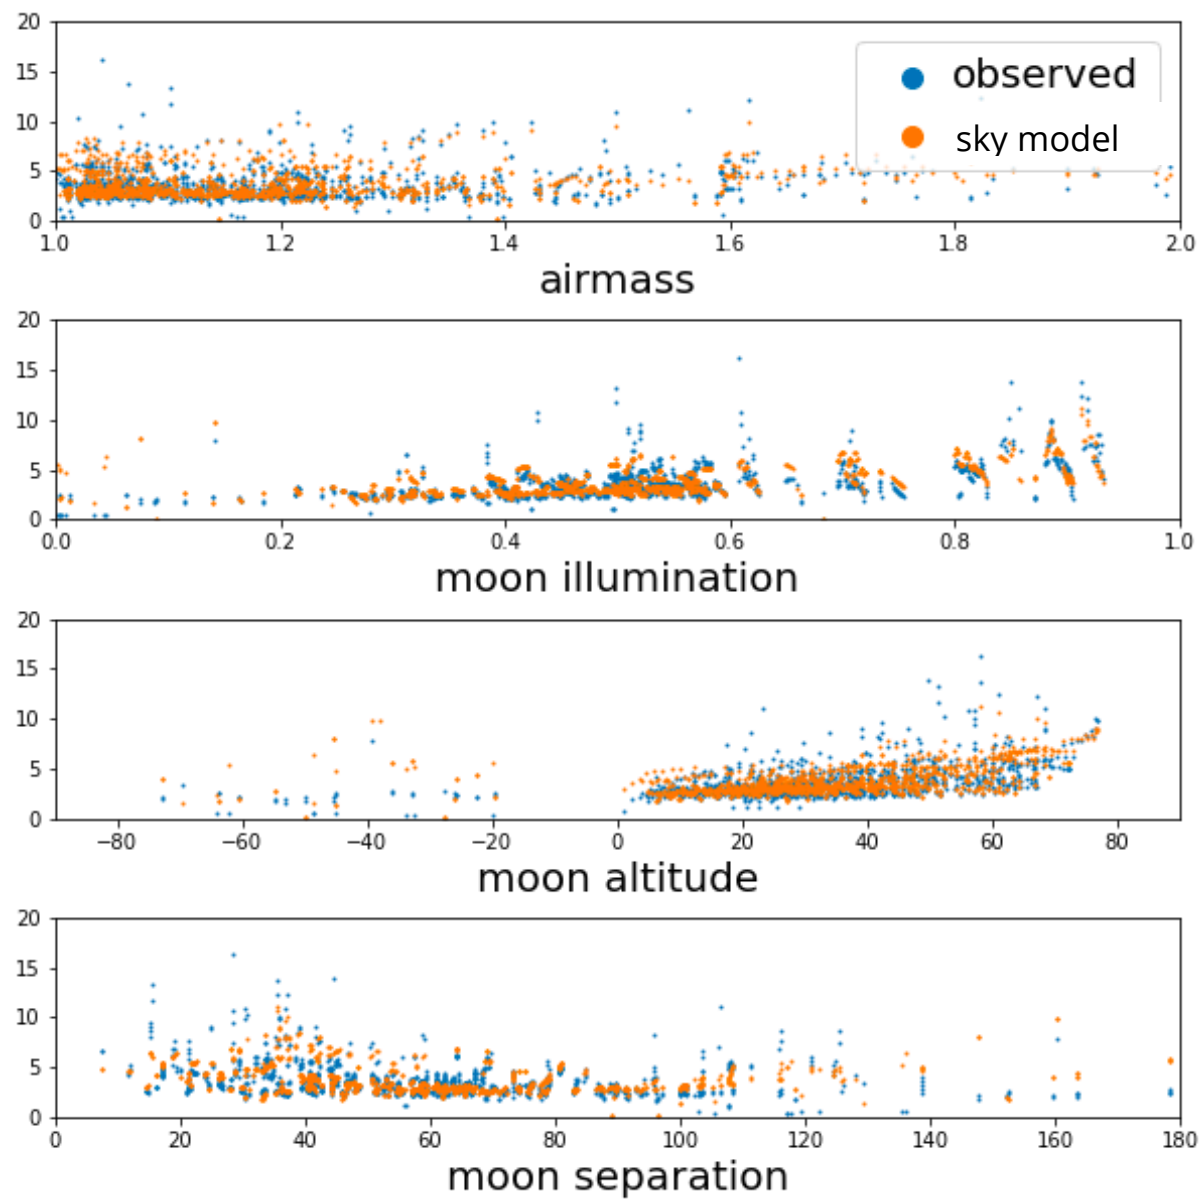 20
15
10
5
0
observed
sky model
1.0 1.2 1.4 1.6 1.8 2.0
airmass
20
15
10
5
0
0.0 0.2 0.4 0.6 0.8 1.0
moon illumination
20
15
10
5
0
−80 −60 −40 −20 0 20 40 60 80
moon altitude
20
15
10
5
0
0 20 40 60 80 100 120 140 160 180
moon separation